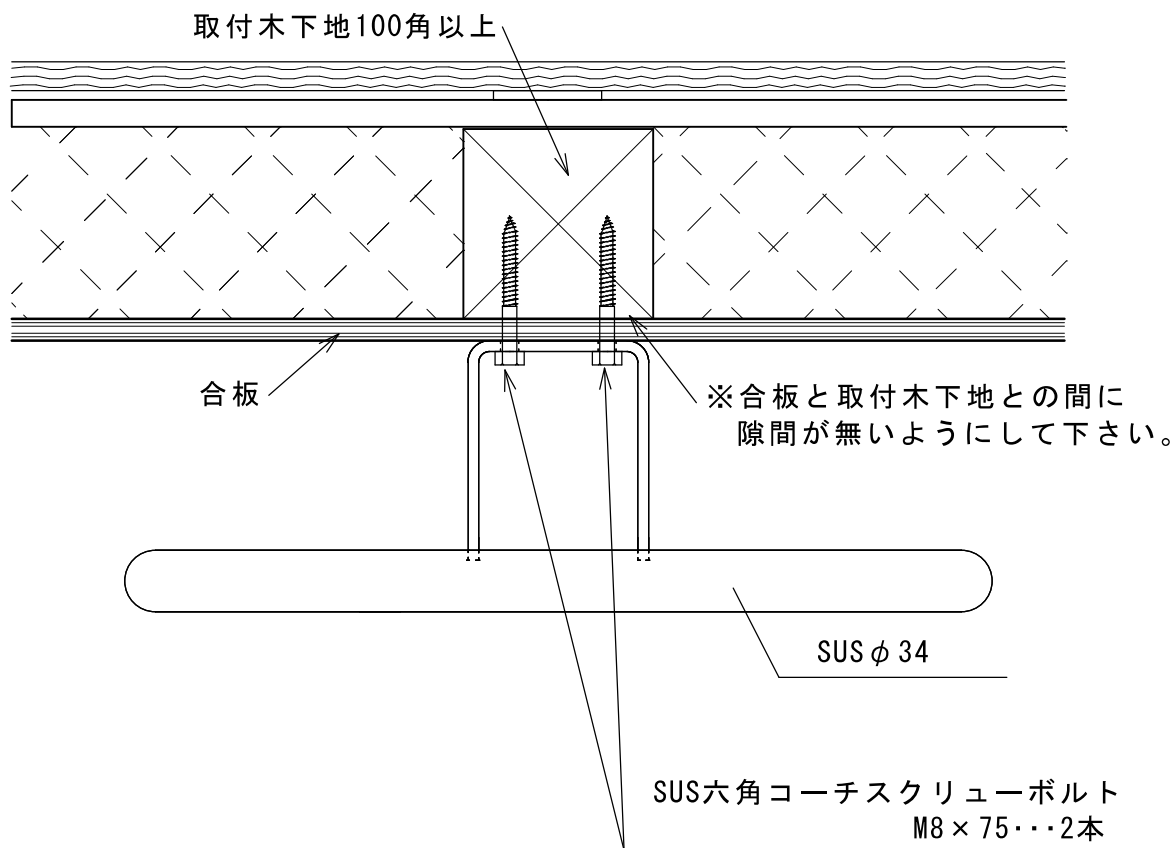 取付木下地100角以上
合板
※合板と取付木下地との間に
隙間が無いようにして下さい。
SUSφ34
SUS六角コーチスクリューボルト
M8×75･･･2本